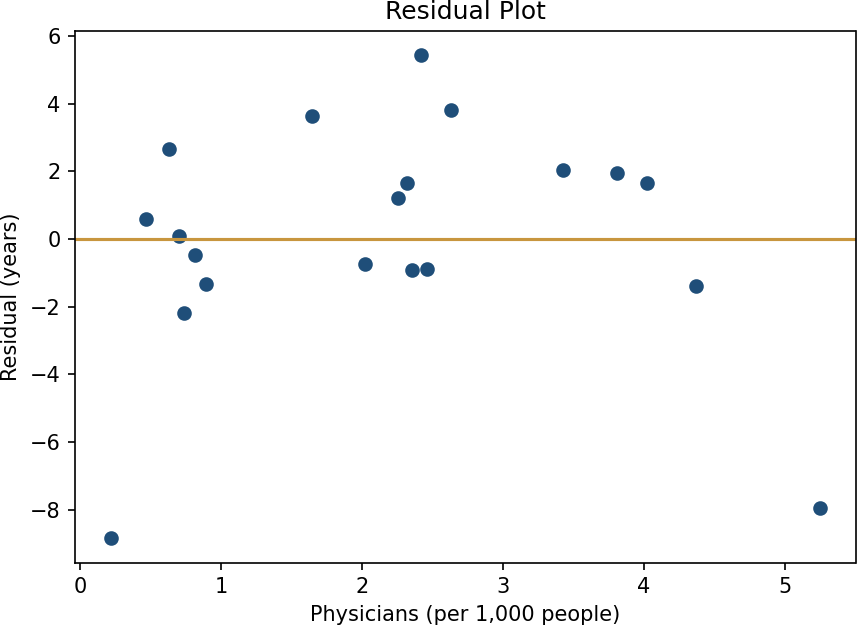 Residual Plot
Residual (years)
6
4
2
0
−2
−4
−6
−8
0 1 2 3 4 5
Physicians (per 1,000 people)